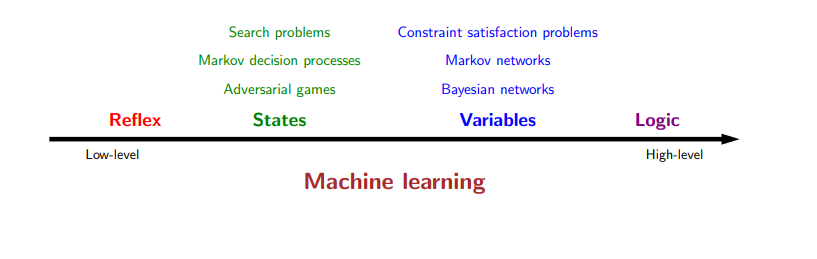 Search problems Constraint satisfaction problems
Markov decision processes Markov networks
Adversarial games Bayesian networks
Reflex States Variables Logic
Low-level High-level
Machine learning